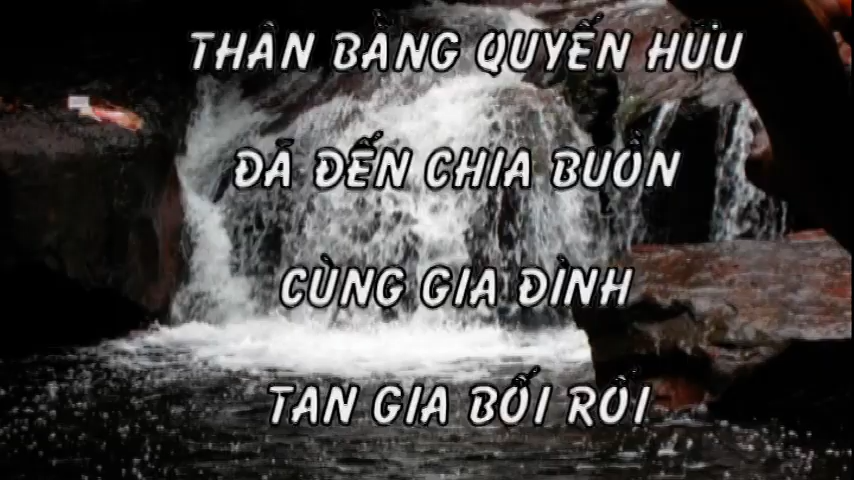 THÂN BẰNG QUYẾN HỮU
ĐÃ ĐẾN CHIA BUỒN
CÙNG GIA ĐÌNH
TANG GIA BỐI RỐI